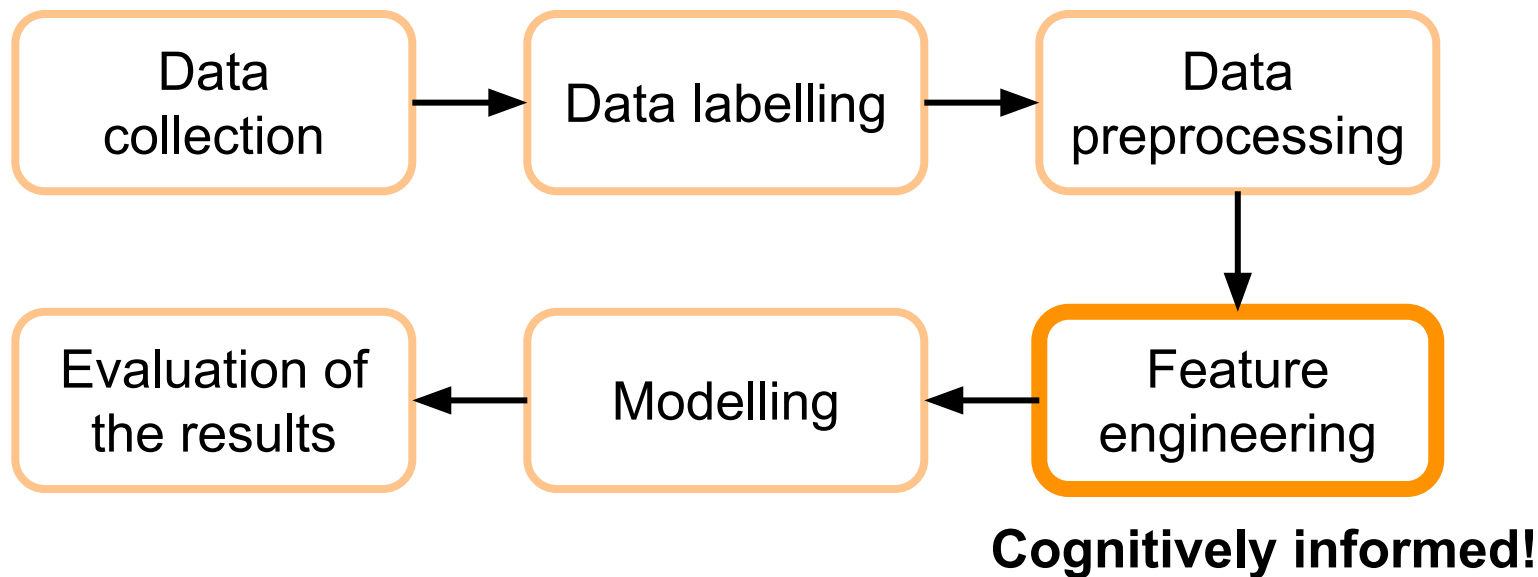 Data
collection
Data labelling
Data
preprocessing
Feature
engineering
Modelling
Evaluation of
the results
Cognitively informed!